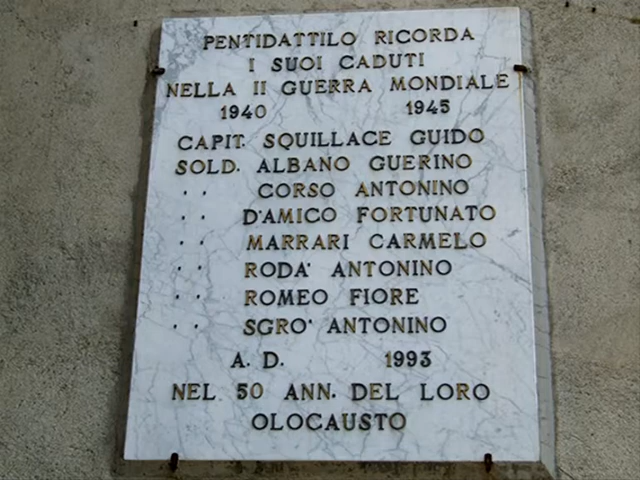 PENTIDATTILO RICORDA
I SUOI CADUTI
NELLA II GUERRA MONDIALE
1940 1945
CAPIT. SQUILLACE GUIDO
SOLD. ALBANO GUERINO
. . CORSO ANTONINO
. . D'AMICO FORTUNATO
. . MARRARI CARMELO
. . RODA' ANTONINO
. . ROMEO FIORE
. . SGRO' ANTONINO
A. D. 1993
NEL 50 ANN. DEL LORO
OLOCAUSTO